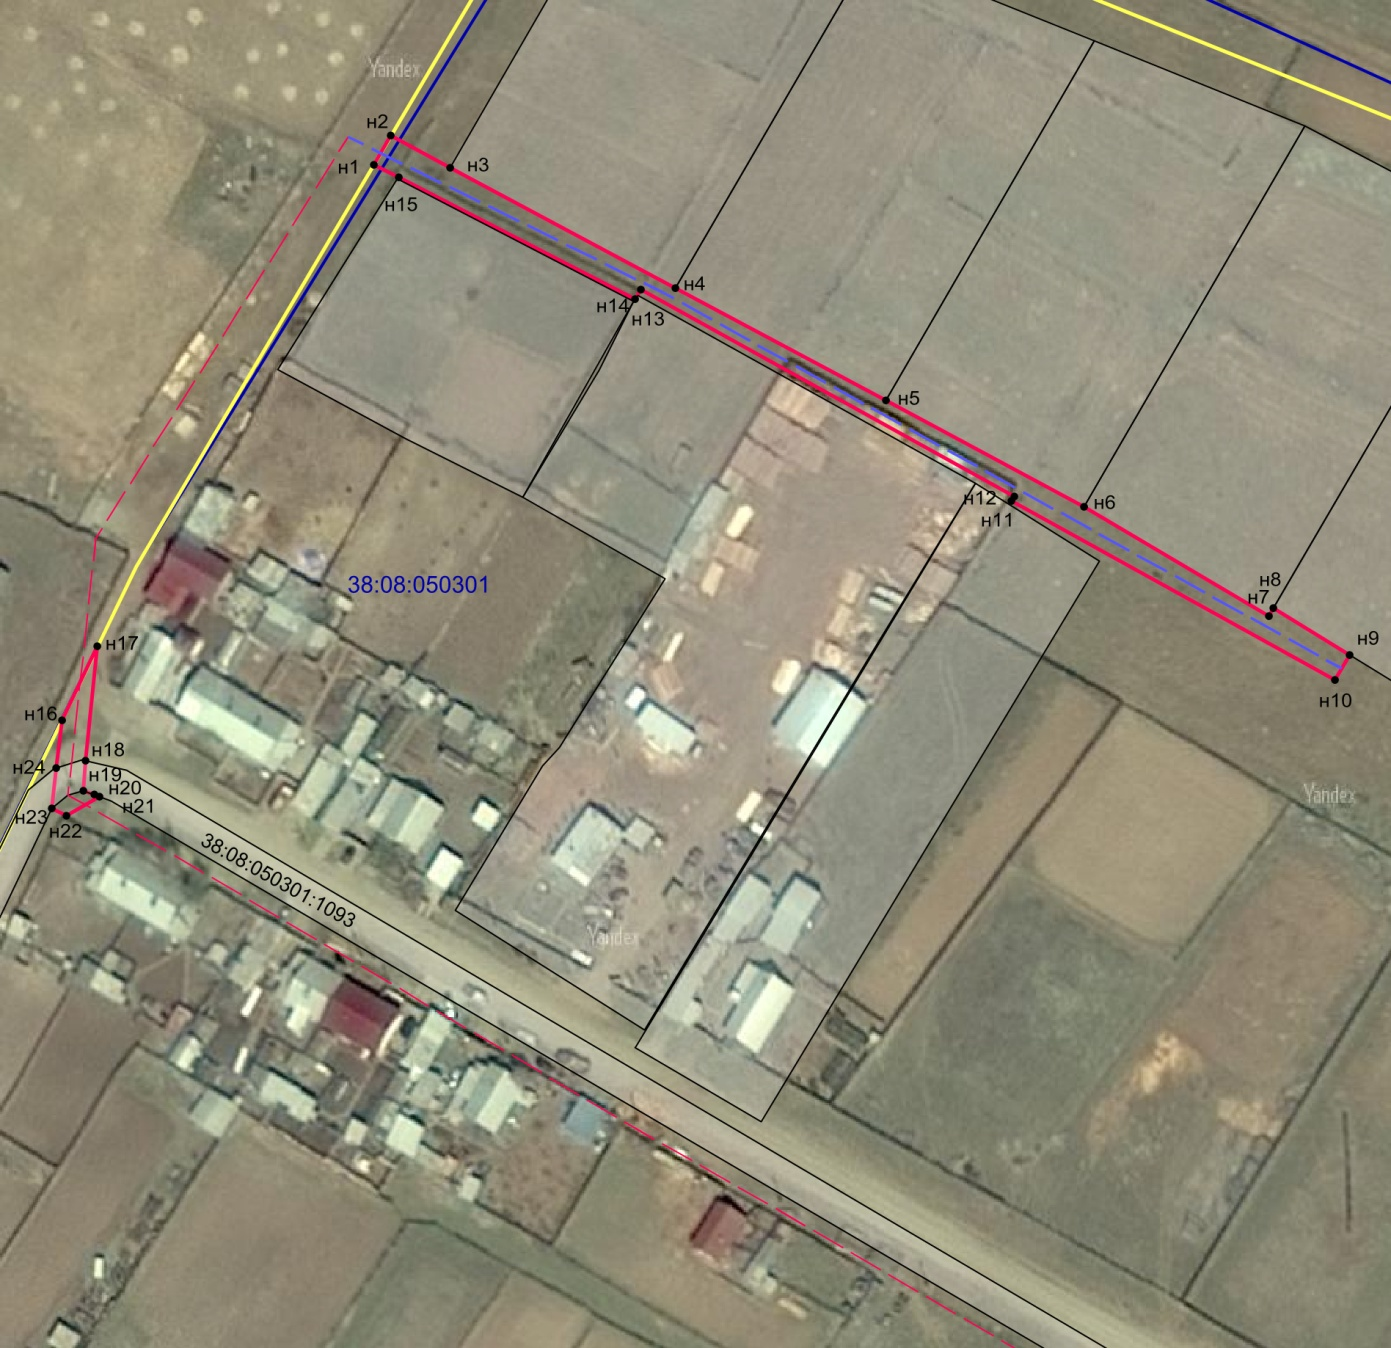 Yandex
н2
н1
н3
н15
н4
н14
н13
н5
н12
н11
н6
н8
н7
н9
н10
38:08:050301
н17
н16
н18
н24
н19
н20
н21
н23
н22
Yandex
38:08:050301:1093
Yandex